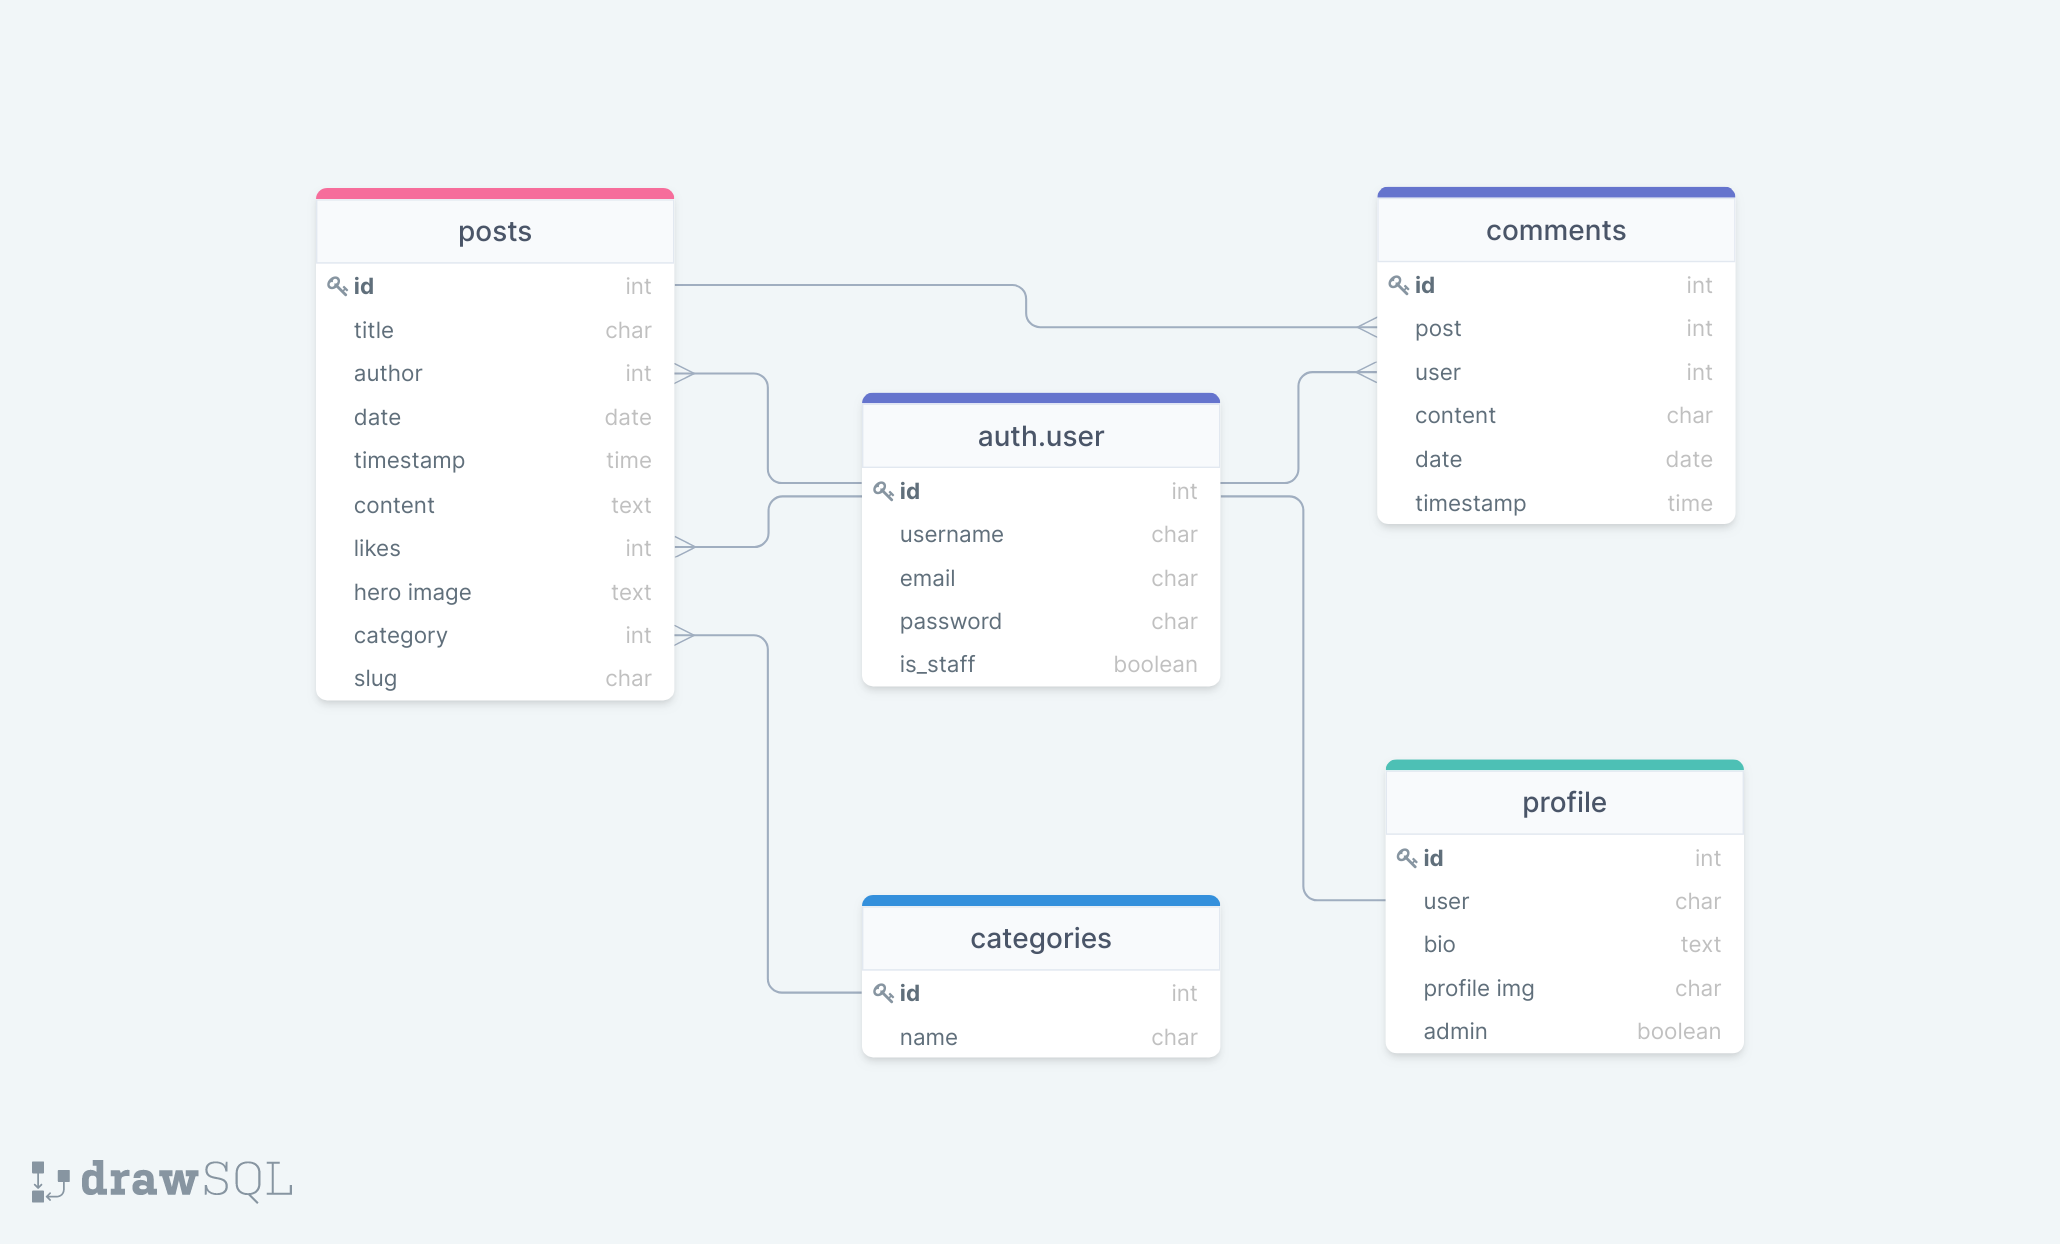 posts
id int
title char
author int
date date
timestamp time
content text
likes int
hero image text
category int
slug char
auth.user
id int
username char
email char
password char
is_staff boolean
comments
id int
post int
user int
content char
date date
timestamp time
categories
id int
name char
profile
id int
user char
bio text
profile img char
admin boolean
drawSQL